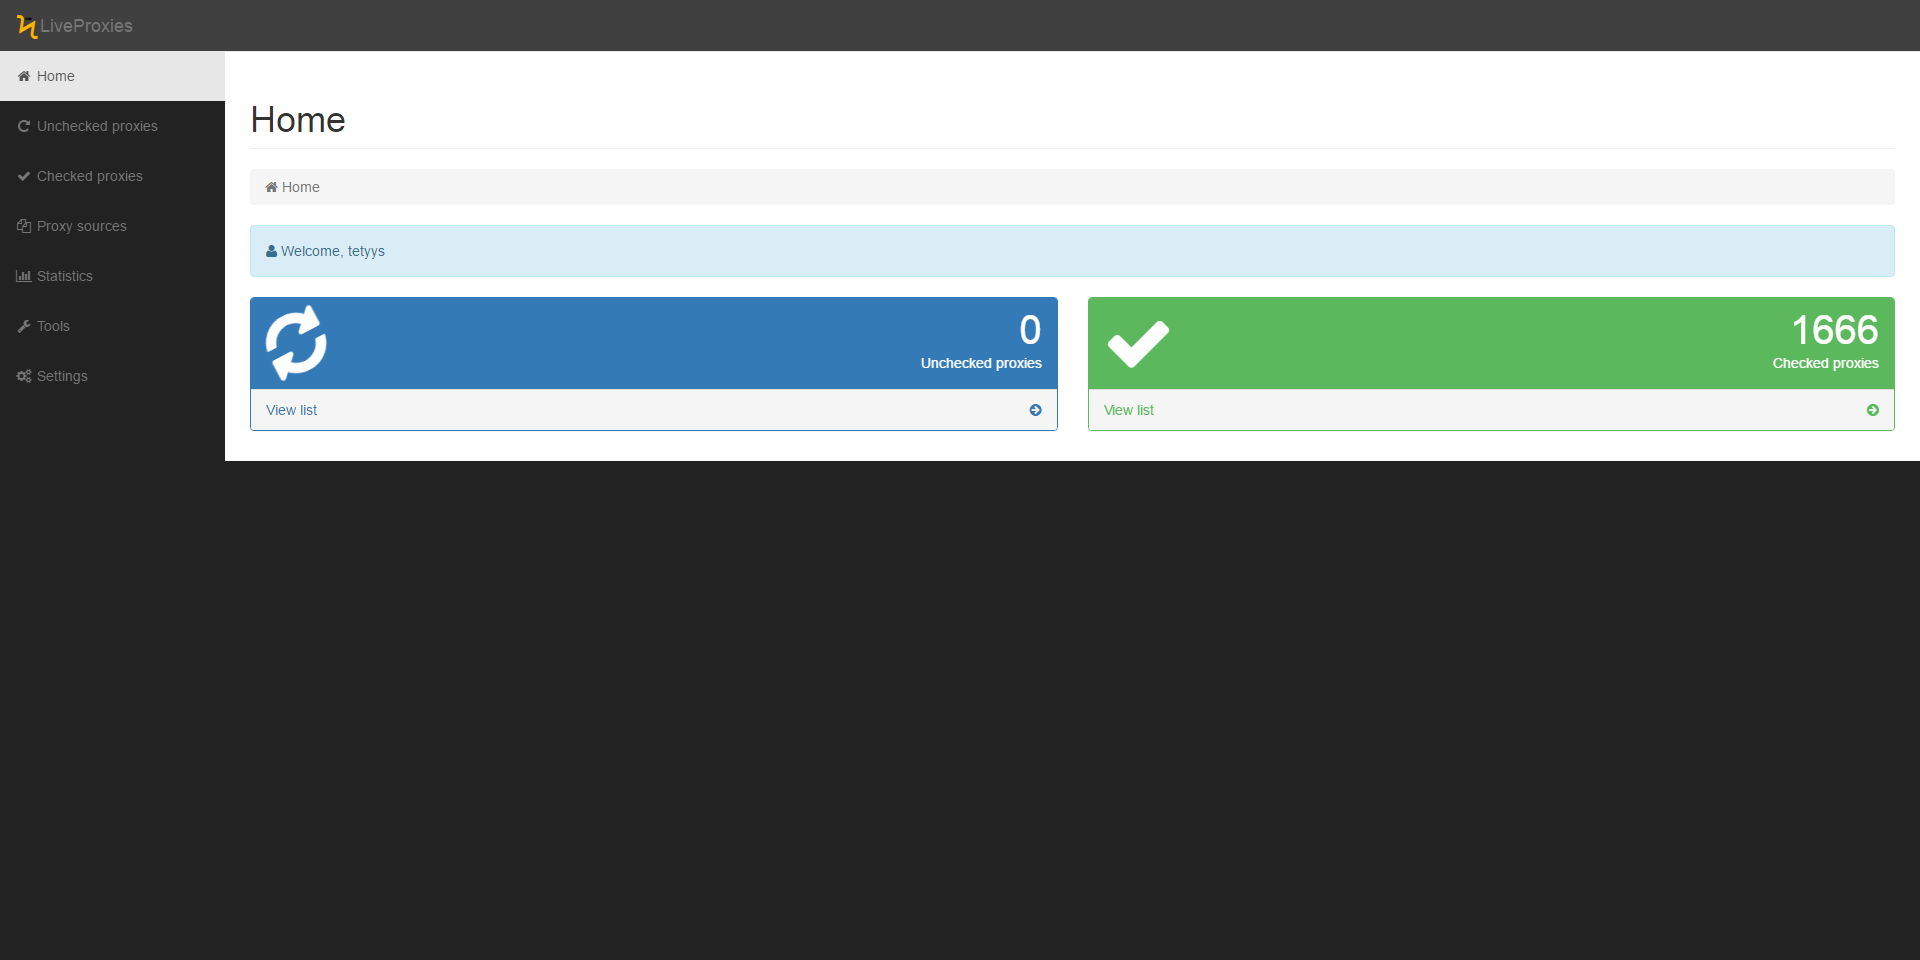 LiveProxies
Home
Unchecked proxies
Checked proxies
Proxy sources
Statistics
Tools
Settings
Home
Home
Welcome, tetyys
0
Unchecked proxies
View list
1666
Checked proxies
View list